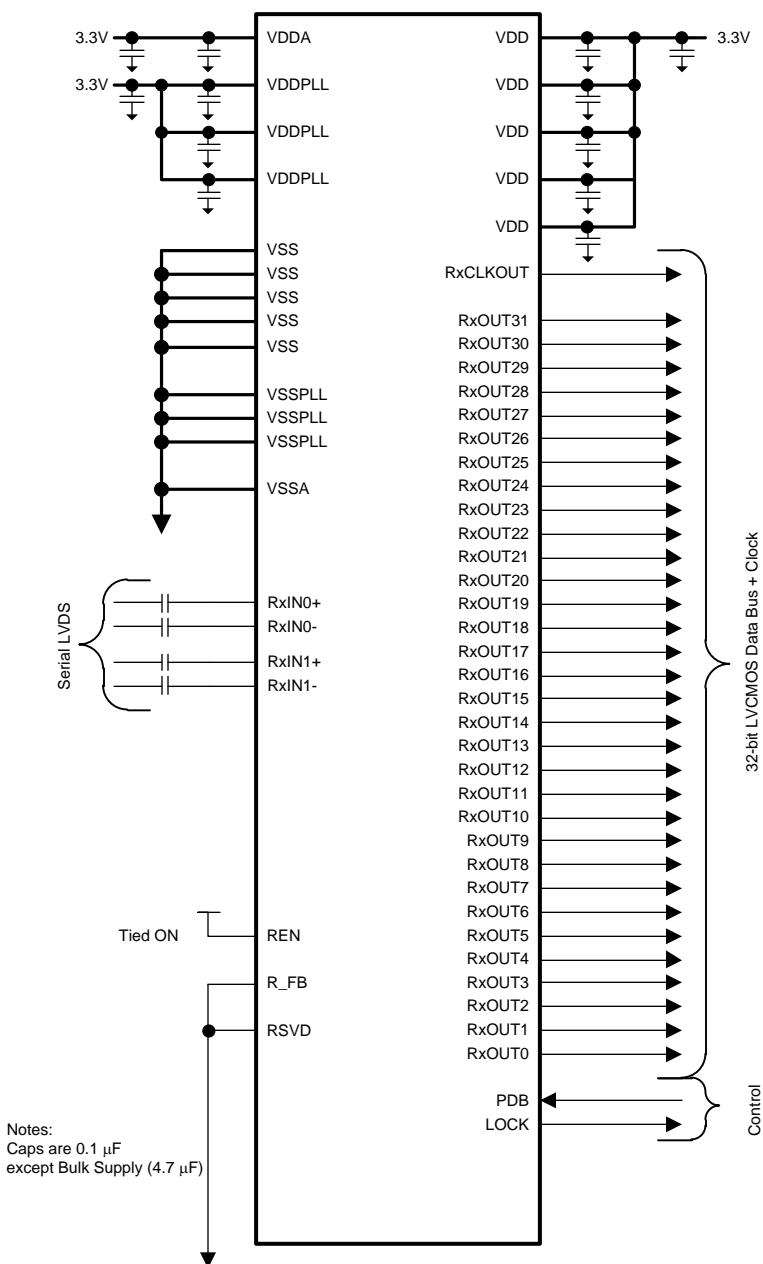 3.3V
VDDA
3.3V
VDDPLL
VDDPLL
VDDPLL
VSS
VSS
VSS
VSS
VSS
VSSPLL
VSSPLL
VSSPLL
VSSA
Serial LVDS
RxIN0+
RxIN0-
RxIN1+
RxIN1-
Tied ON
REN
R_FB
RSVD
Notes:
Caps are 0.1 μF
except Bulk Supply (4.7 μF)
VDD
3.3V
VDD
VDD
VDD
VDD
RxCLKOUT
RxOUT31
RxOUT30
RxOUT29
RxOUT28
RxOUT27
RxOUT26
RxOUT25
RxOUT24
RxOUT23
RxOUT22
RxOUT21
RxOUT20
RxOUT19
RxOUT18
RxOUT17
RxOUT16
RxOUT15
RxOUT14
RxOUT13
RxOUT12
RxOUT11
RxOUT10
RxOUT9
RxOUT8
RxOUT7
RxOUT6
RxOUT5
RxOUT4
RxOUT3
RxOUT2
RxOUT1
RxOUT0
32-bit LVCMOS Data Bus + Clock
PDB
LOCK
Control